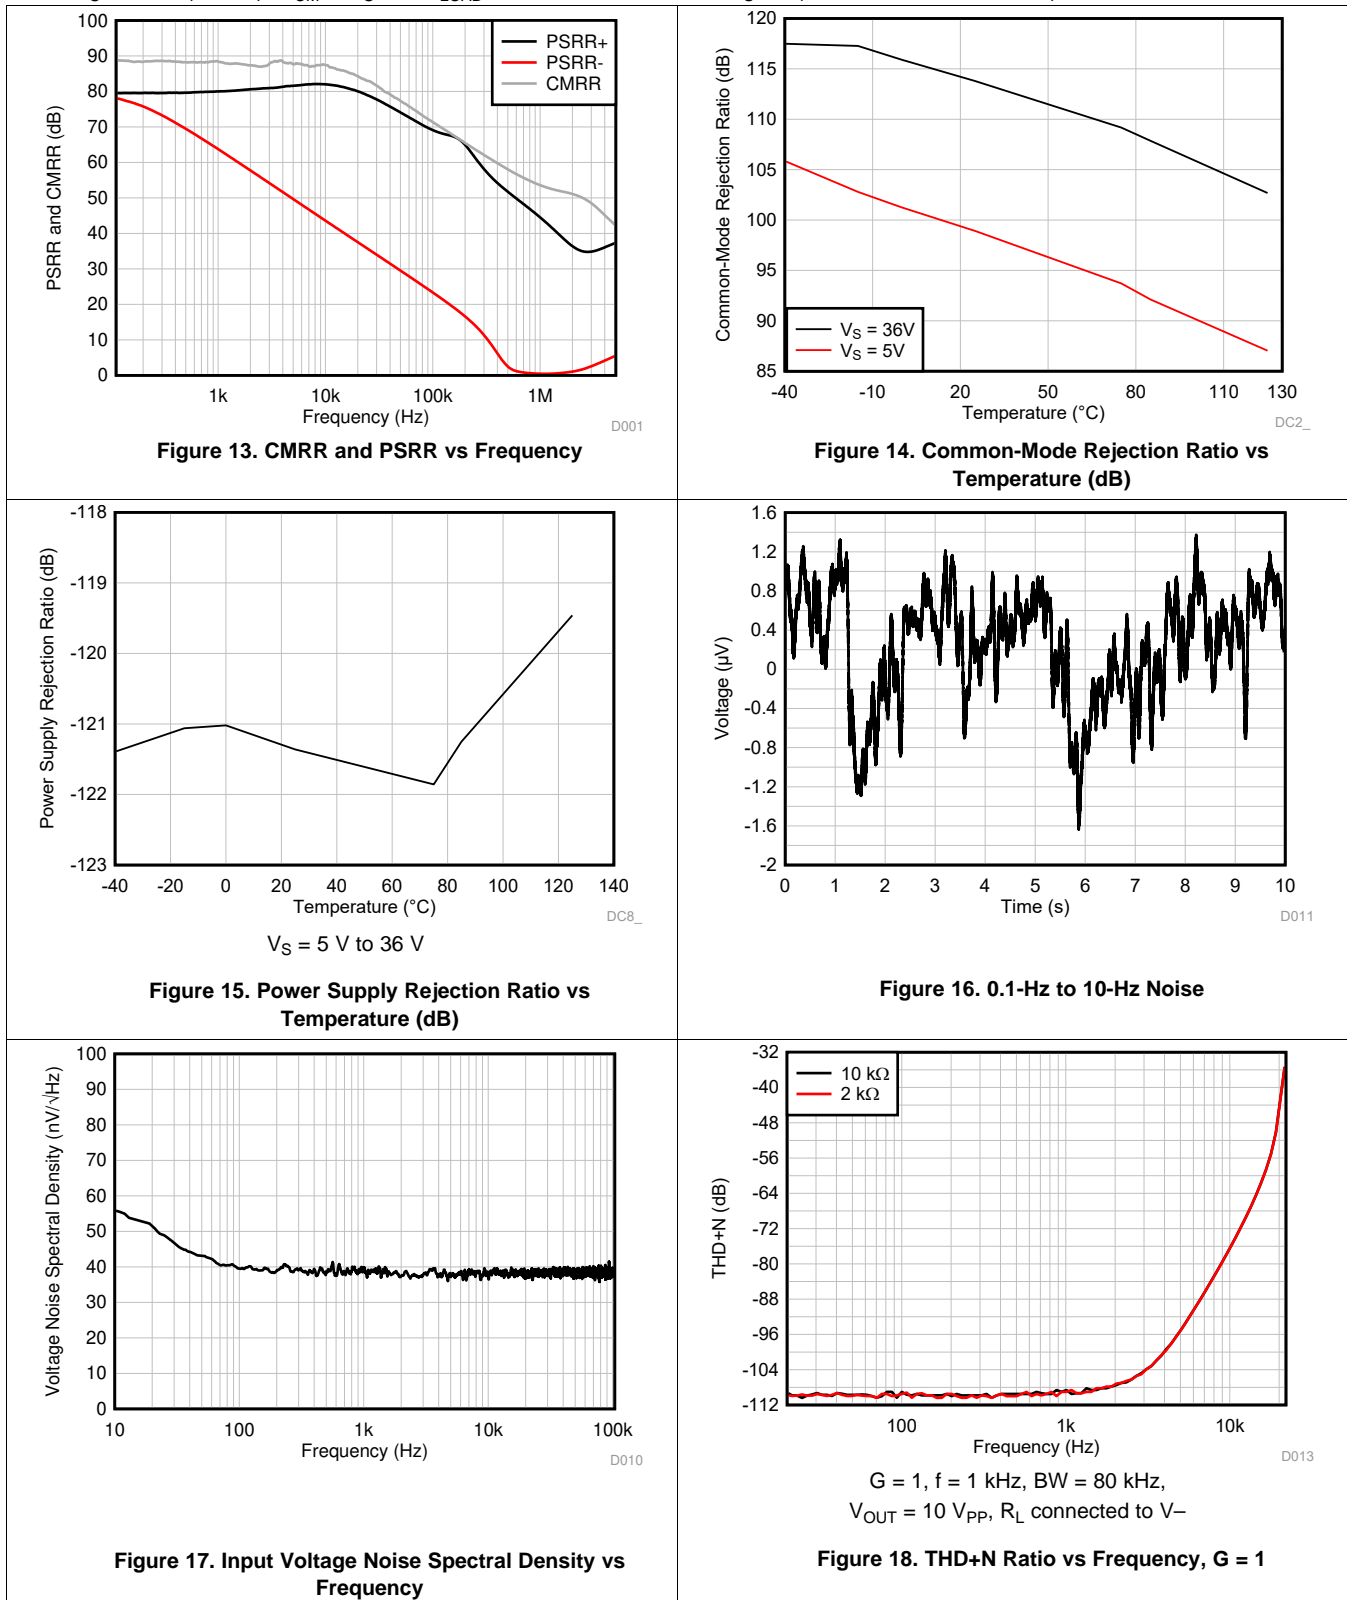 100
90
80
70
60
50
40
30
20
10
0
PSRR and CMRR (dB)
PSRR+
PSRR-
CMRR
1k 10k 100k 1M
Frequency (Hz)
D001
Figure 13. CMRR and PSRR vs Frequency
120
115
110
105
100
95
90
85
Common-Mode Rejection Ratio (dB)
VS = 36V
VS = 5V
-40 -10 20 50 80 110 130
Temperature (°C)
DC2_
Figure 14. Common-Mode Rejection Ratio vs
Temperature (dB)
-118
-119
-120
-121
-122
-123
Power Supply Rejection Ratio (dB)
-40 -20 0 20 40 60 80 100 120 140
Temperature (°C)
DC8_
VS = 5 V to 36 V
Figure 15. Power Supply Rejection Ratio vs
Temperature (dB)
1.6
1.2
0.8
0.4
0
-0.4
-0.8
-1.2
-1.6
-2
Voltage (µV)
0 1 2 3 4 5 6 7 8 9 10
Time (s)
D011
Figure 16. 0.1-Hz to 10-Hz Noise
100
90
80
70
60
50
40
30
20
10
0
Voltage Noise Spectral Density (nV/√Hz)
10 100 1k 10k 100k
Frequency (Hz)
D010
Figure 17. Input Voltage Noise Spectral Density vs
Frequency
-32
-40
-48
-56
-64
-72
-80
-88
-96
-104
-112
THD+N (dB)
10 kΩ
2 kΩ
100 1k 10k
Frequency (Hz)
D013
G = 1, f = 1 kHz, BW = 80 kHz,
VOUT = 10 VPP, RL connected to V–
Figure 18. THD+N Ratio vs Frequency, G = 1